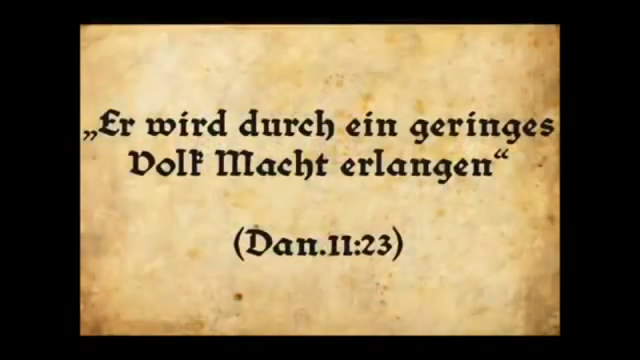 „Er wird durch ein geringes
Volk Macht erlangen“
(Dan.11:23)